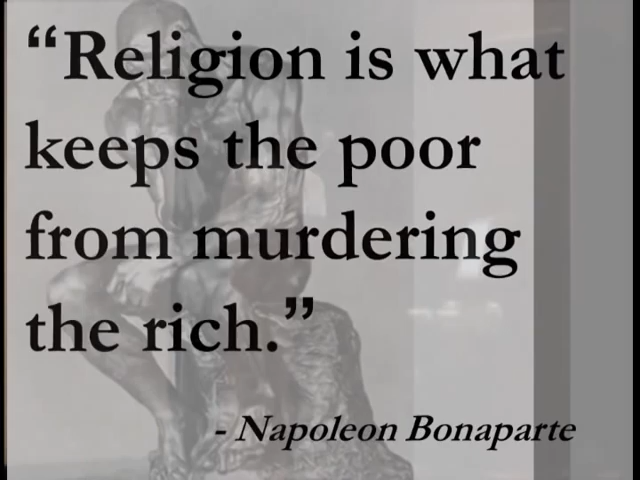 “Religion is what
keeps the poor
from murdering
the rich.”
- Napoleon Bonaparte